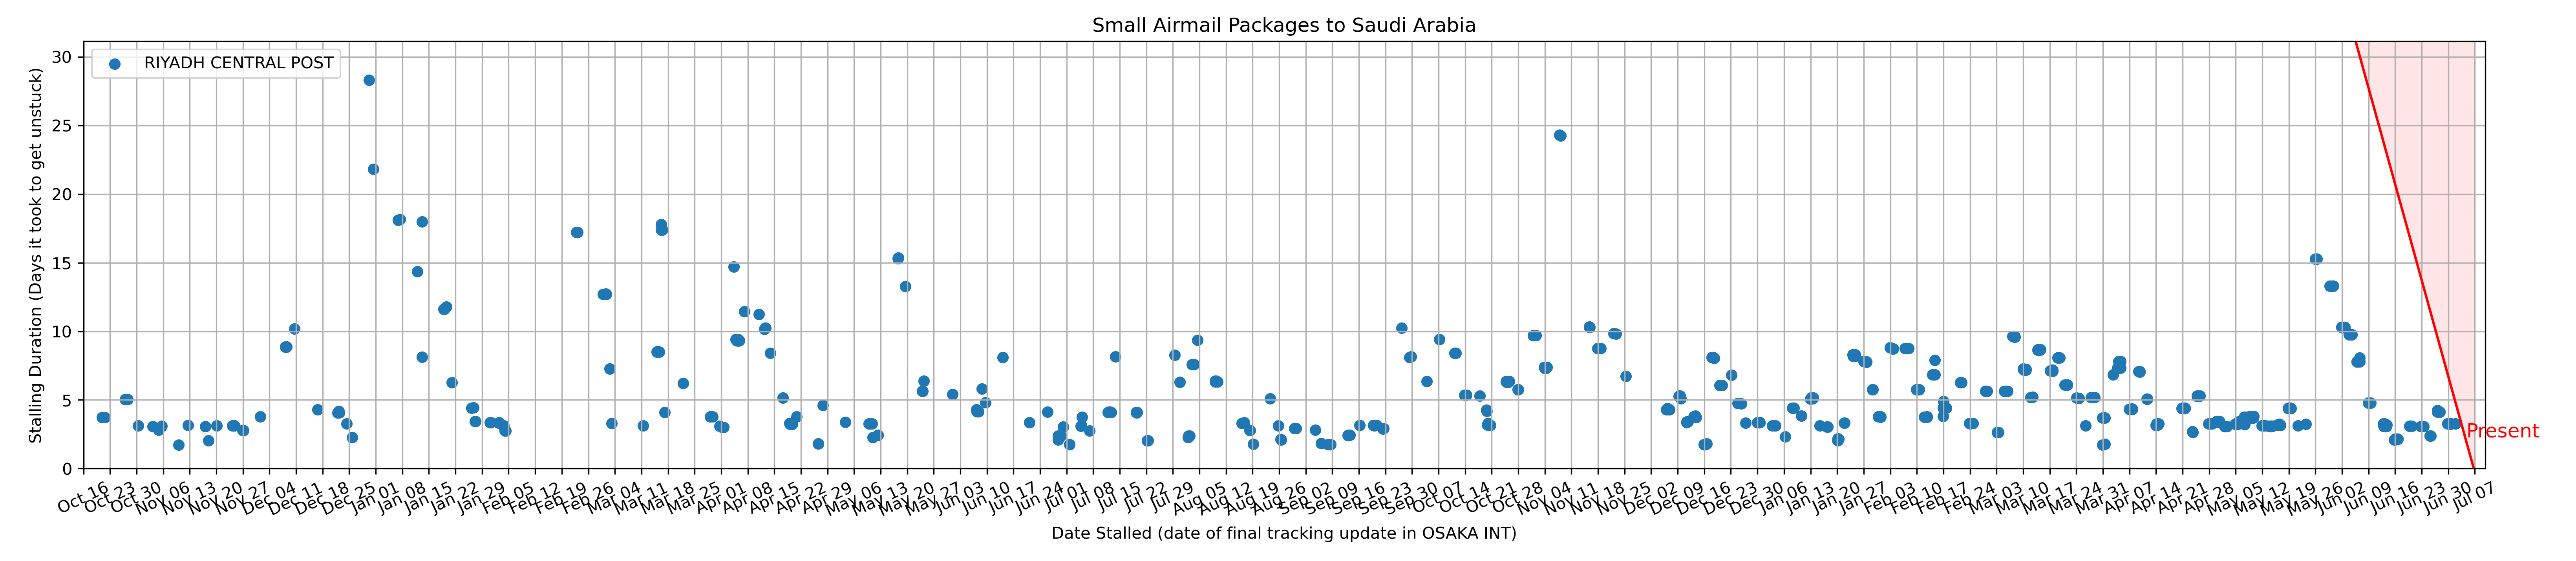 Small Airmail Packages to Saudi Arabia
RIYADH CENTRAL POST
30
25
20
15
10
5
0
Stalling Duration (Days it took to get unstuck)
Present
Oct 16
Oct 23
Oct 30
Nov 06
Nov 13
Nov 20
Nov 27
Dec 04
Dec 11
Dec 18
Dec 25
Jan 01
Jan 08
Jan 15
Jan 22
Jan 29
Feb 05
Feb 12
Feb 19
Feb 26
Mar 04
Mar 11
Mar 18
Mar 25
Apr 01
Apr 08
Apr 15
Apr 22
Apr 29
May 06
May 13
May 20
May 27
Jun 03
Jun 10
Jun 17
Jun 24
Jul 01
Jul 08
Jul 15
Jul 22
Jul 29
Aug 05
Aug 12
Aug 19
Aug 26
Sep 02
Sep 09
Sep 16
Sep 23
Sep 30
Oct 07
Oct 14
Oct 21
Oct 28
Nov 04
Nov 11
Nov 18
Nov 25
Dec 02
Dec 09
Dec 16
Dec 23
Dec 30
Jan 06
Jan 13
Jan 20
Jan 27
Feb 03
Feb 10
Feb 17
Feb 24
Mar 03
Mar 10
Mar 17
Mar 24
Mar 31
Apr 07
Apr 14
Apr 21
Apr 28
May 05
May 12
May 19
May 26
Jun 02
Jun 09
Jun 16
Jun 23
Jun 30
Jul 07
Date Stalled (date of final tracking update in OSAKA INT)